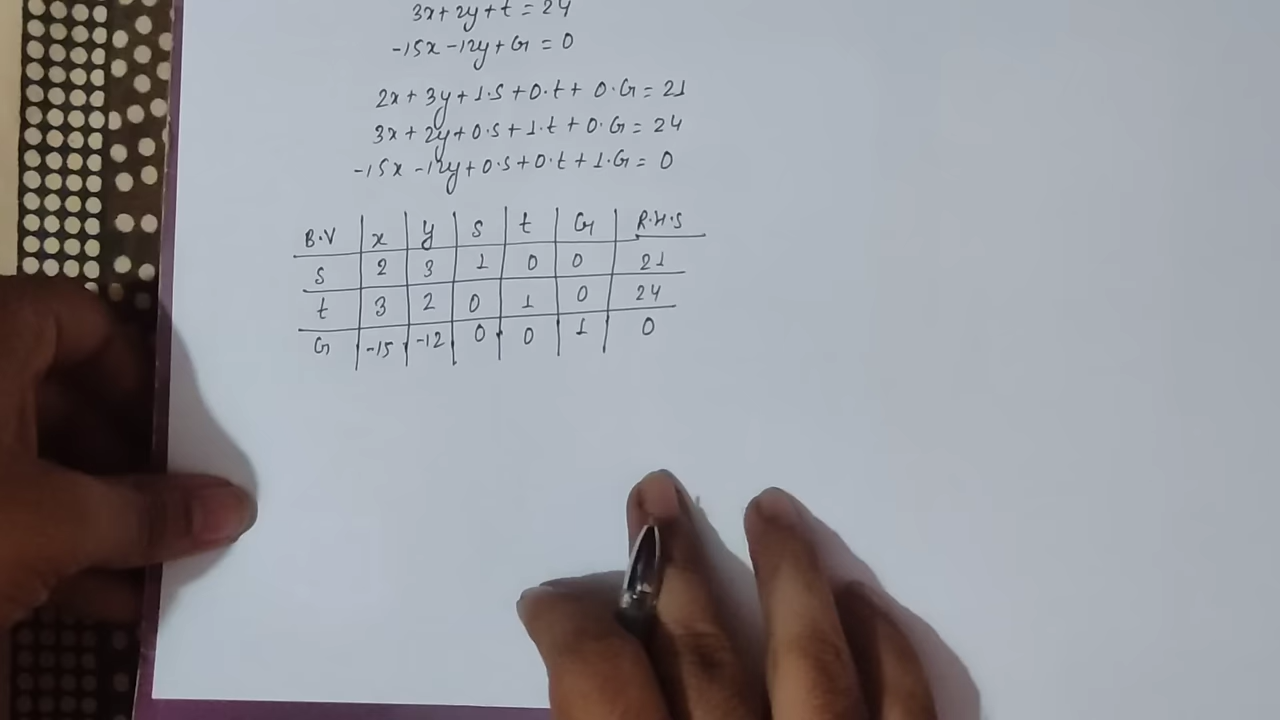 3x + 2y + t = 24
-15x - 12y + G = 0
2x + 3y + 1.S + 0.t + 0.G = 21
3x + 2y + 0.s + 1.t + 0.G = 24
-15x - 12y + 0.s + 0.t + 1.G = 0
B.V x y s t G R.H.S
S 2 3 1 0 0 21
t 3 2 0 1 0 24
G -15 -12 0 0 1 0